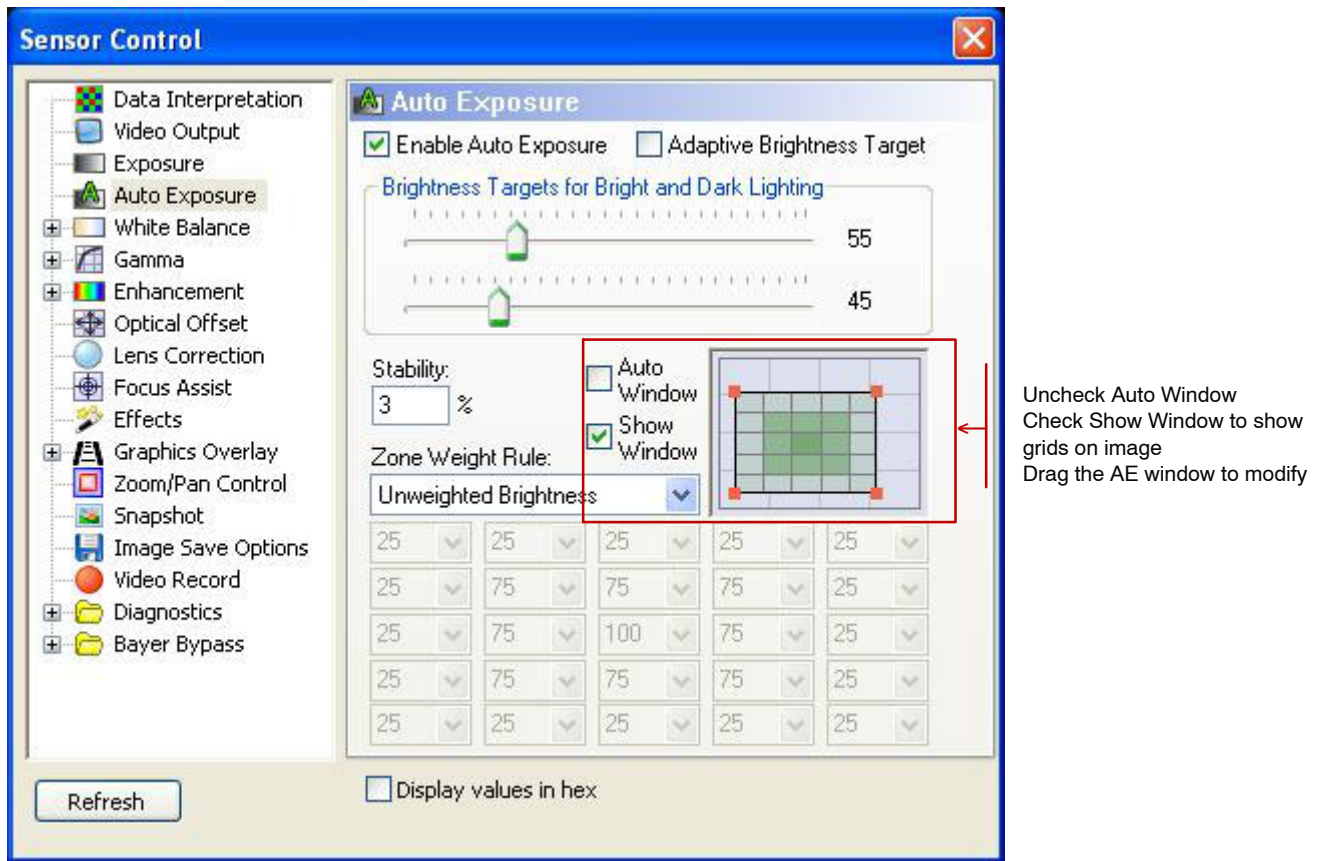 Sensor Control
Data Interpretation
Video Output
Exposure
Auto Exposure
White Balance
Gamma
Enhancement
Optical Offset
Lens Correction
Focus Assist
Effects
Graphics Overlay
Zoom/Pan Control
Snapshot
Image Save Options
Video Record
Diagnostics
Bayer Bypass
Refresh
Auto Exposure
Enable Auto Exposure
Adaptive Brightness Target
Brightness Targets for Bright and Dark Lighting
55
45
Stability:
3 %
Auto
Window
Show
Window
Zone Weight Rule:
Unweighted Brightness
25 25 25 25 25
25 75 75 75 25
25 75 100 75 25
25 75 75 75 25
25 25 25 25 25
Display values in hex
Uncheck Auto Window
Check Show Window to show
grids on image
Drag the AE window to modify